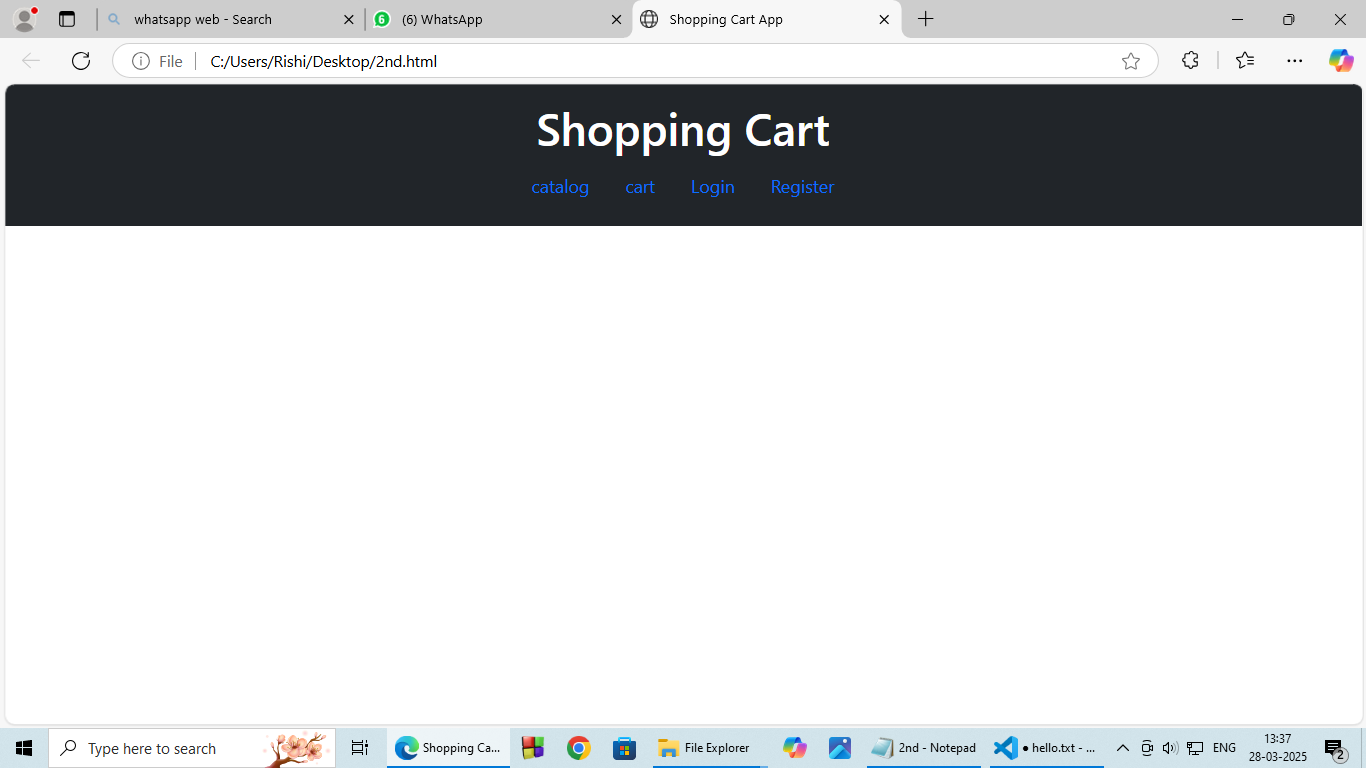 whatsapp web - Search
(6) WhatsApp
Shopping Cart App
File
C:/Users/Rishi/Desktop/2nd.html
Shopping Cart
catalog cart Login Register
Type here to search
Shopping Ca...
File Explorer
2nd - Notepad
● hello.txt - ...
ENG
13:37
28-03-2025
2
6